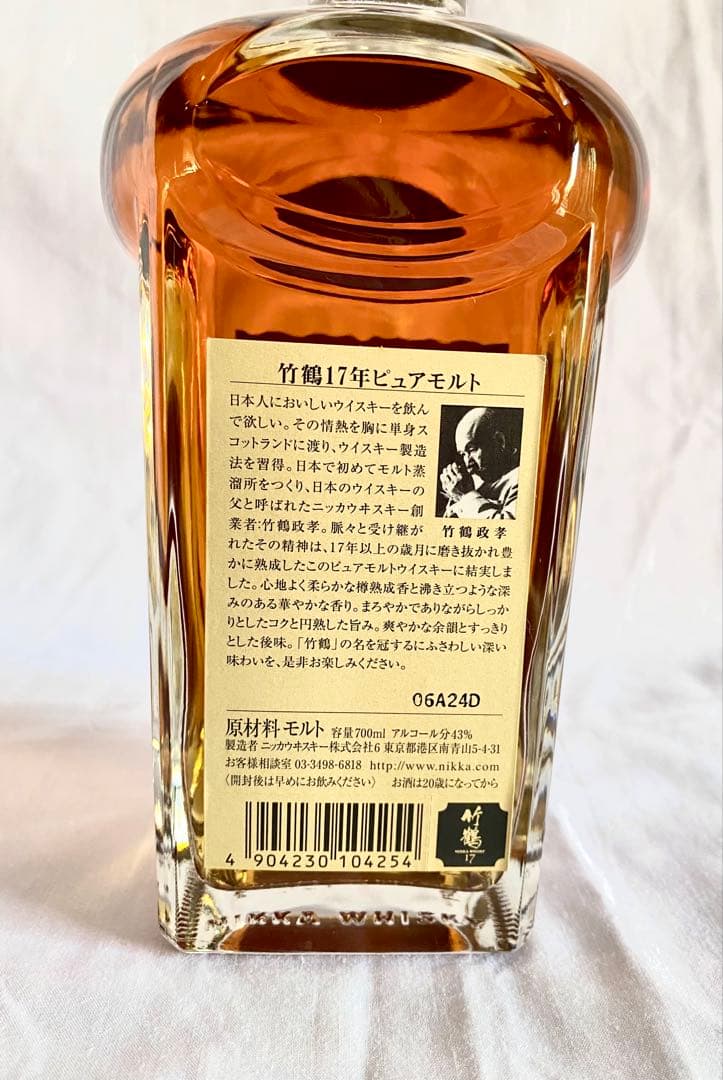 竹鶴17年ピュアモルト
日本人においしいウイスキーを飲ん
で欲しい。その情熱を胸に単身ス
コットランドに渡り、ウイスキー製造
法を習得。日本で初めてモルト蒸
溜所をつくり、日本のウイスキーの
父と呼ばれたニッカウヰスキー創
業者:竹鶴政孝。脈々と受け継が
れたその精神は、17年以上の歳月に磨き抜かれ豊
かに熟成したこのピュアモルトウイスキーに結実しま
した。心地よく柔らかな樽熟成香と沸き立つような深
みのある華やかな香り。まろやかでありながらしっか
りとしたコクと円熟した旨み。爽やかな余韻とすっきり
とした後味。「竹鶴」の名を冠するにふさわしい深い
味わいを、是非お楽しみください。
竹鶴政孝
06A24D
原材料 モルト 容量700ml アルコール分43%
製造者 ニッカウヰスキー株式会社6 東京都港区南青山5-4-31
お客様相談室 03-3498-6818 http://www.nikka.com
〈開封後は早めにお飲みください〉 お酒は20歳になってから
4 904230 104254
竹鶴
NIKKA WHISKY
17
NIKKA WHISKY